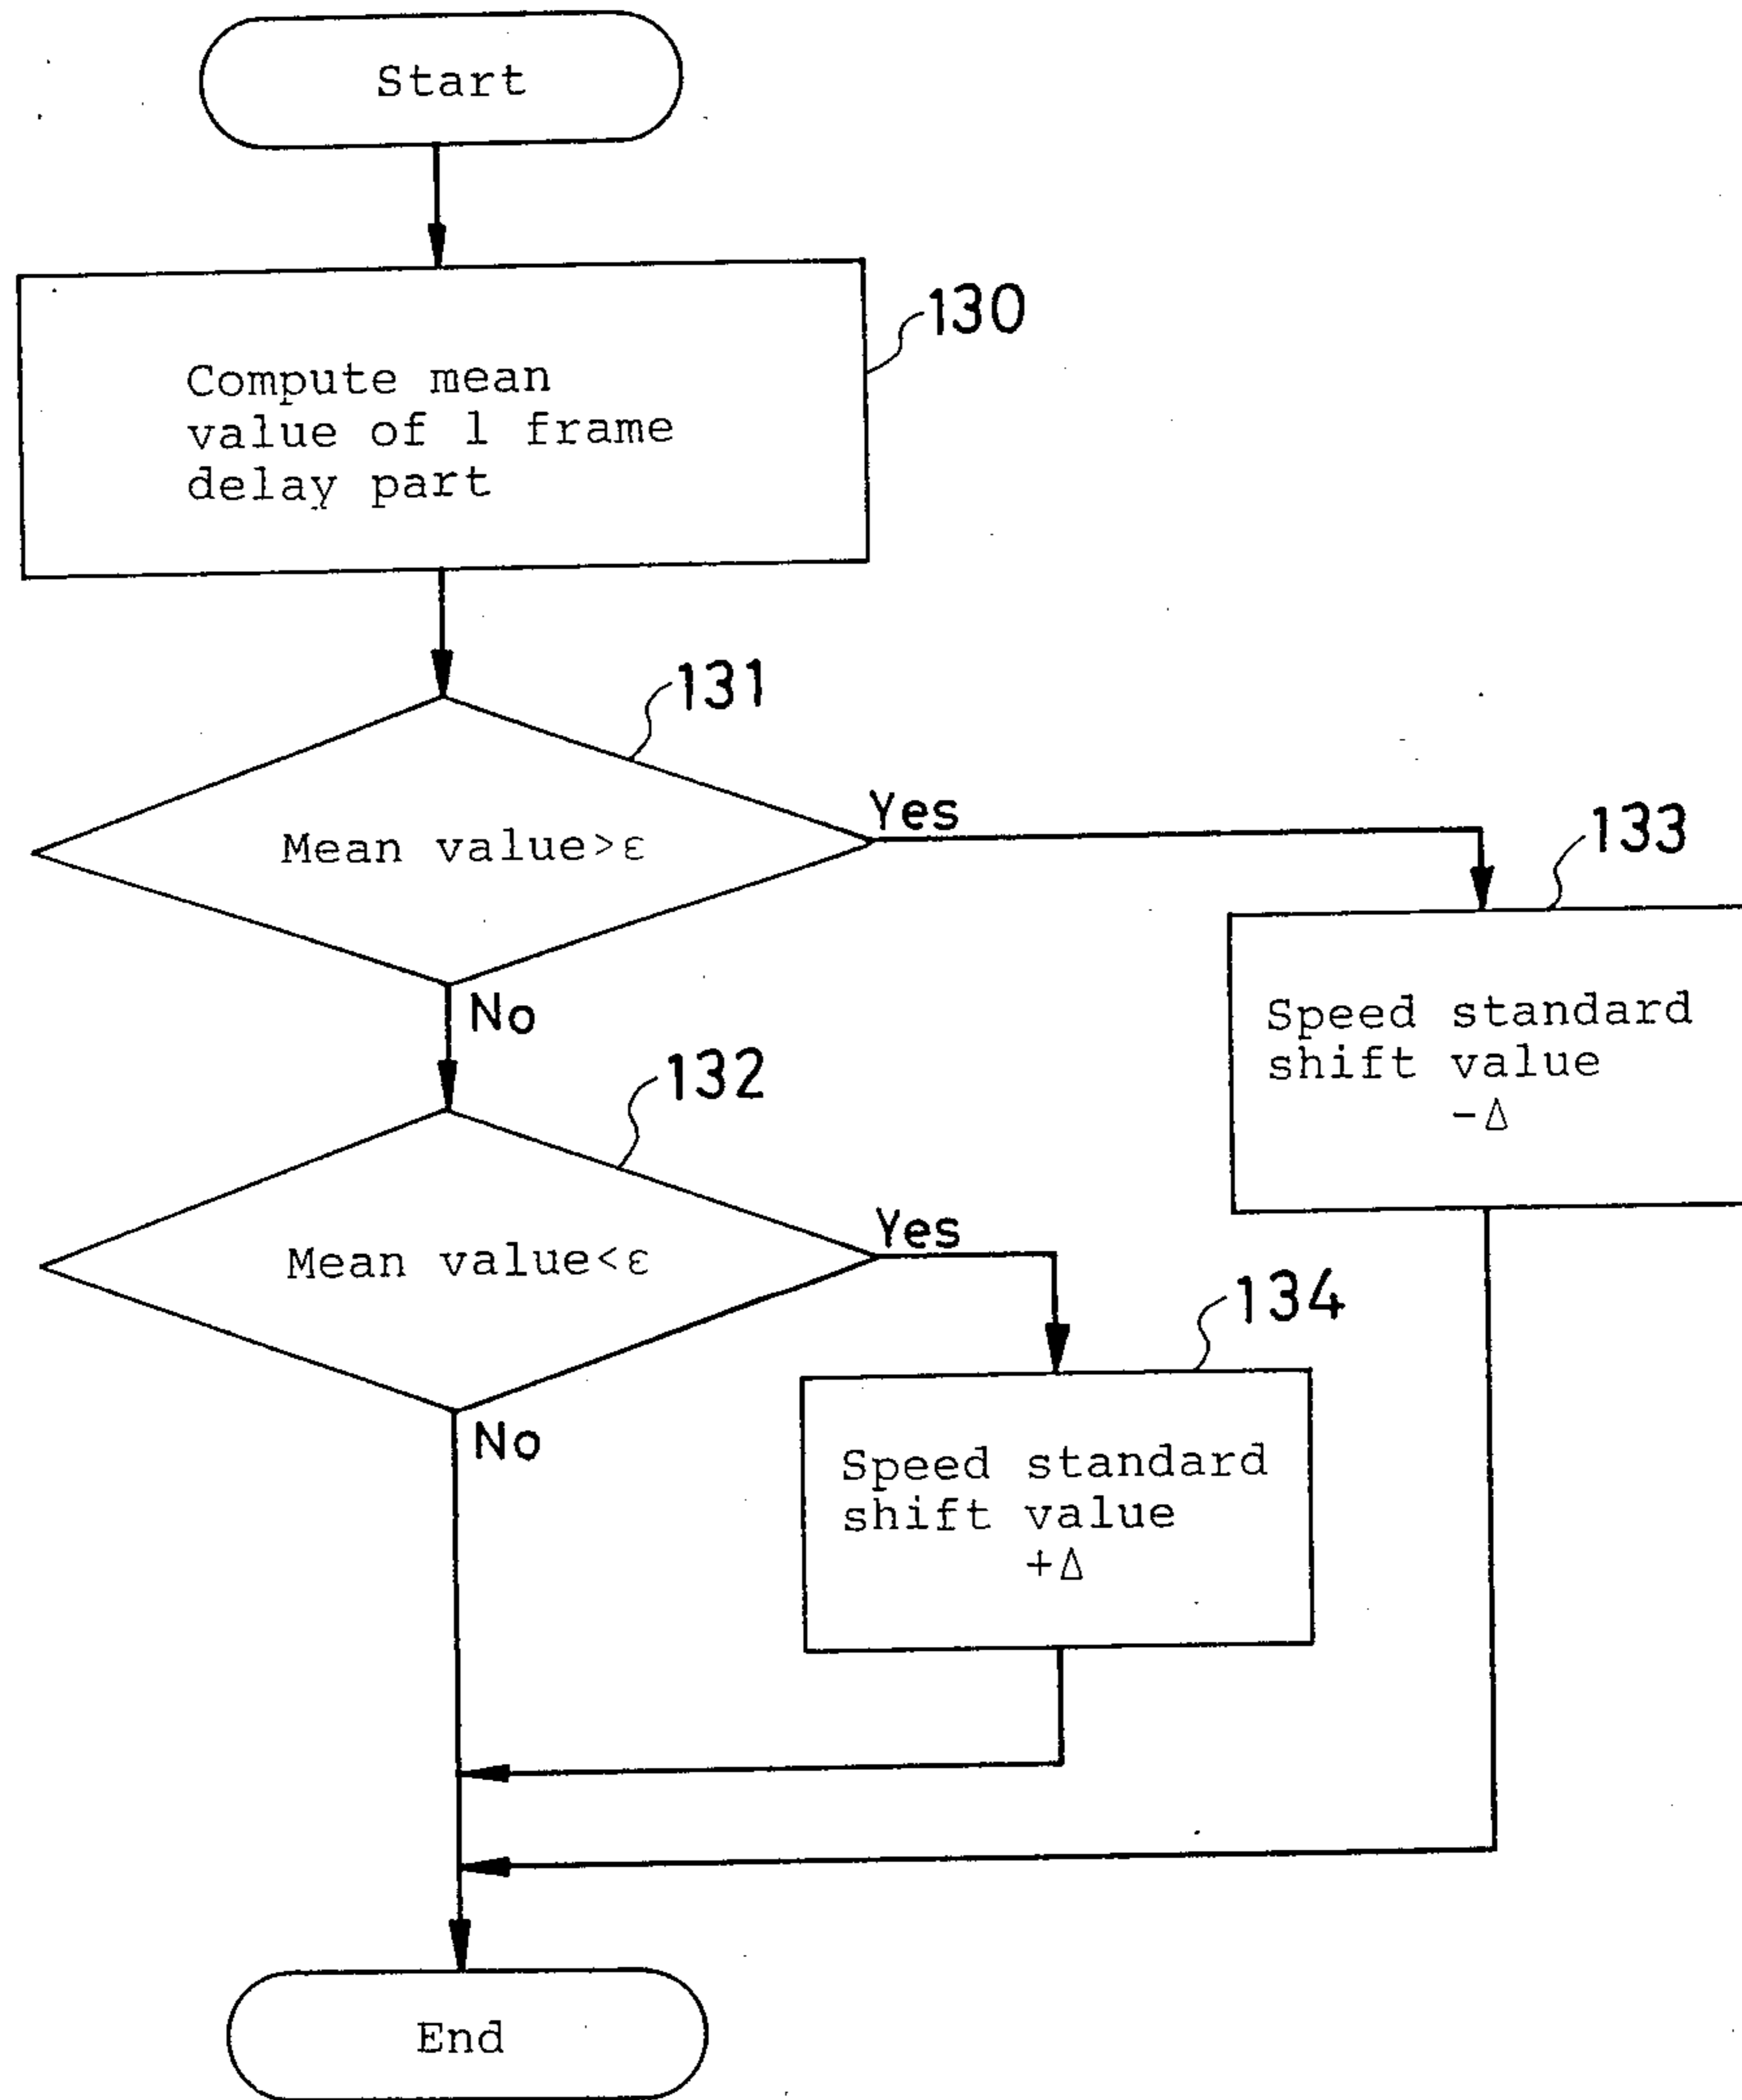 Start
130
Compute mean
value of 1 frame
delay part
131
Mean value>ε
Yes
No
133
Speed standard
shift value
-Δ
132
Mean value<ε
Yes
No
134
Speed standard
shift value
+Δ
End